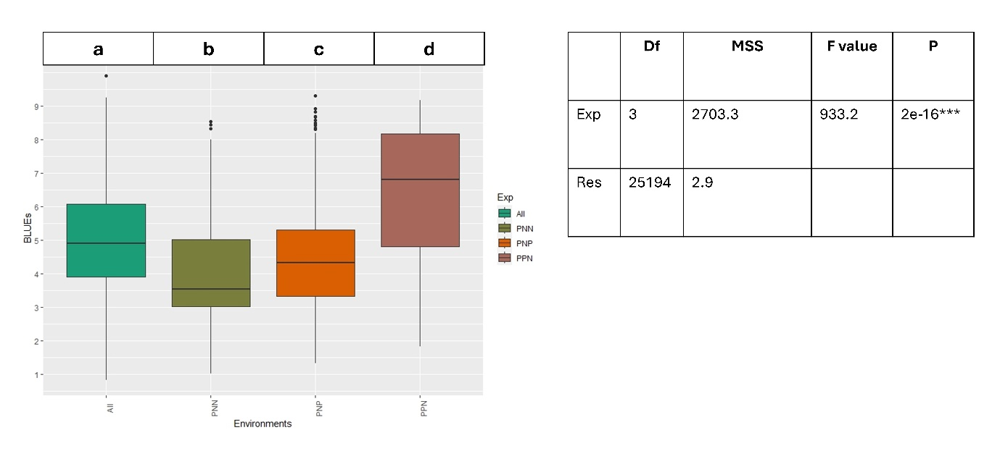 a b c d
9
8
7
6
5
4
3
2
1
BLUEs
All PNN PNP PPN
Environments
Exp
All
PNN
PNP
PPN
Df MSS F value P
Exp 3 2703.3 933.2 2e-16***
Res 25194 2.9